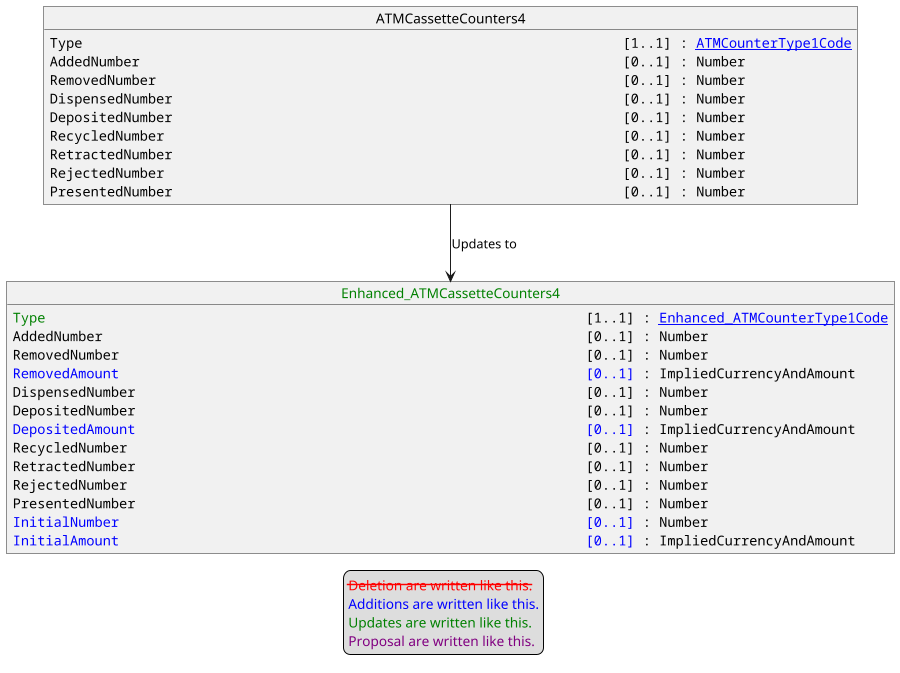 ATMCassetteCounters4
Type [1..1] : ATMCounterType1Code
AddedNumber [0..1] : Number
RemovedNumber [0..1] : Number
DispensedNumber [0..1] : Number
DepositedNumber [0..1] : Number
RecycledNumber [0..1] : Number
RetractedNumber [0..1] : Number
RejectedNumber [0..1] : Number
PresentedNumber [0..1] : Number
Updates to
Enhanced_ATMCassetteCounters4
Type [1..1] : Enhanced_ATMCounterType1Code
AddedNumber [0..1] : Number
RemovedNumber [0..1] : Number
RemovedAmount [0..1] : ImpliedCurrencyAndAmount
DispensedNumber [0..1] : Number
DepositedNumber [0..1] : Number
DepositedAmount [0..1] : ImpliedCurrencyAndAmount
RecycledNumber [0..1] : Number
RetractedNumber [0..1] : Number
RejectedNumber [0..1] : Number
PresentedNumber [0..1] : Number
InitialNumber [0..1] : Number
InitialAmount [0..1] : ImpliedCurrencyAndAmount
Deletion are written like this.
Additions are written like this.
Updates are written like this.
Proposal are written like this.